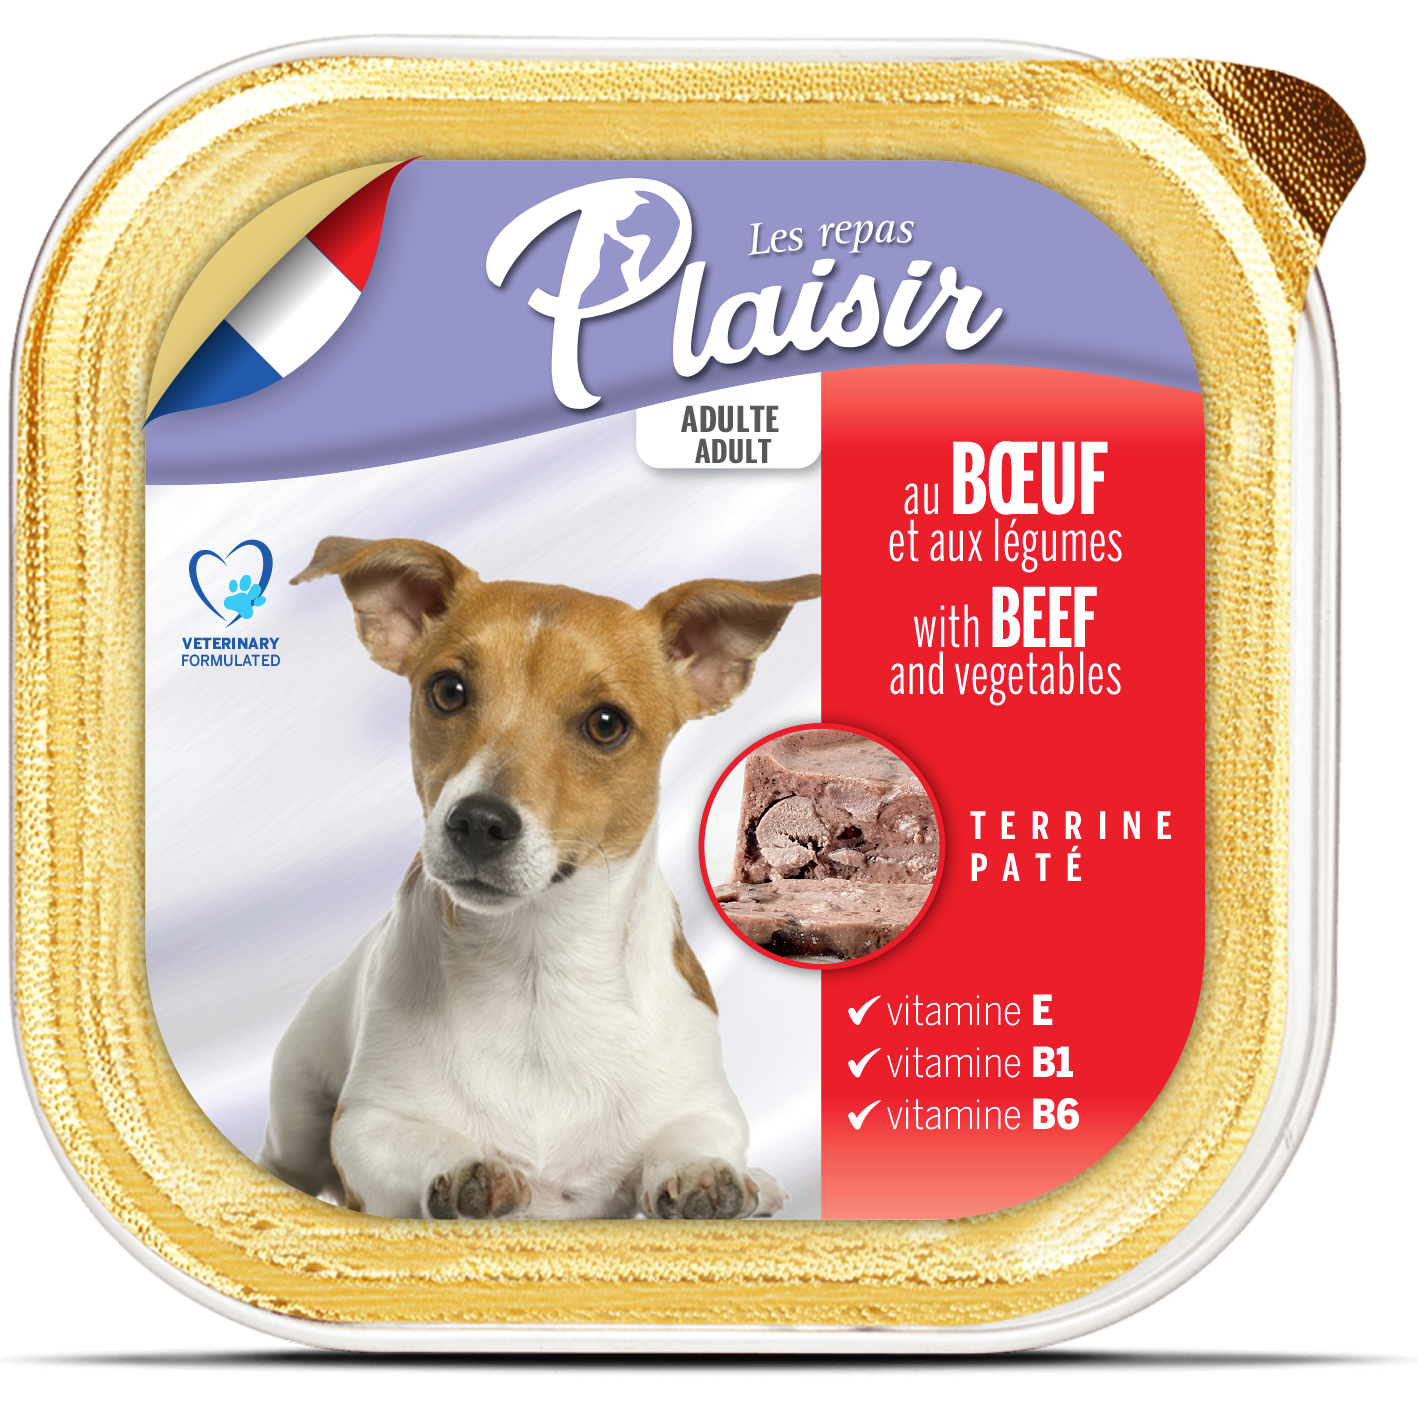 Les repas
Plaisir
ADULTE
ADULT
au BŒUF
et aux légumes
with BEEF
and vegetables
VETERINARY
FORMULATED
TERRINE
PATÉ
vitamine E
vitamine B1
vitamine B6